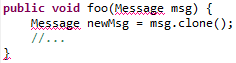 public void foo(Message msg) {
    Message newMsg = msg.clone();
    //...
}